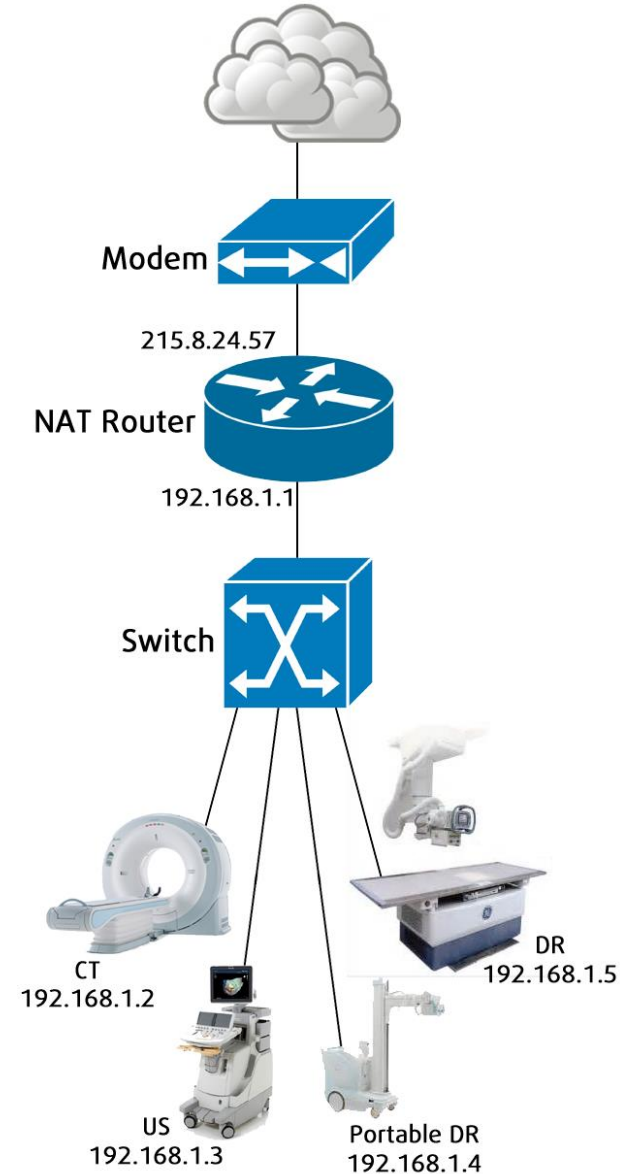 Modem
215.8.24.57
NAT Router
192.168.1.1
Switch
CT
192.168.1.2
DR
192.168.1.5
US
192.168.1.3
Portable DR
192.168.1.4